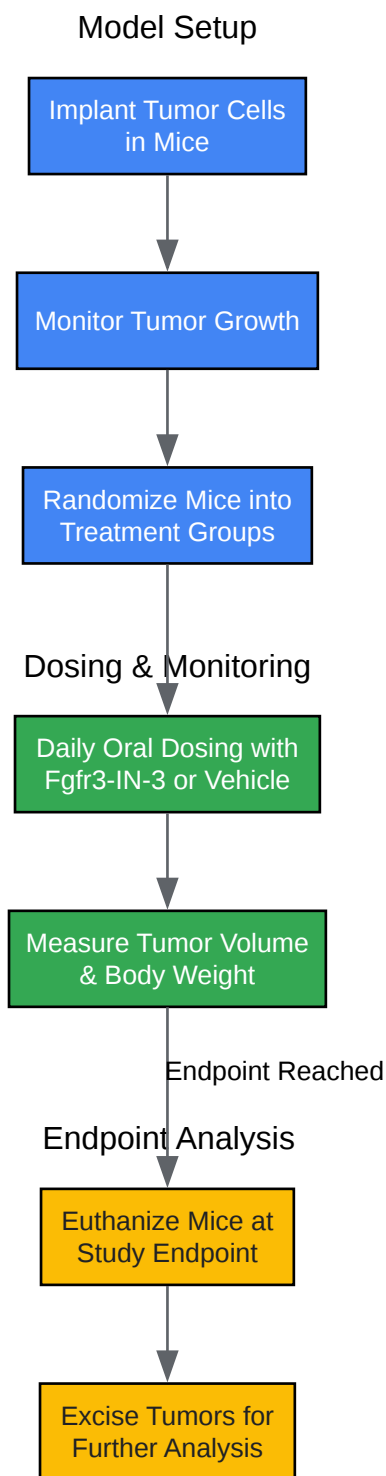 Model Setup
Implant Tumor Cells
in Mice
Monitor Tumor Growth
Randomize Mice into
Treatment Groups
Dosing & Monitoring
Daily Oral Dosing with
Fgfr3-IN-3 or Vehicle
Measure Tumor Volume
& Body Weight
Endpoint Reached
Endpoint Analysis
Euthanize Mice at
Study Endpoint
Excise Tumors for
Further Analysis